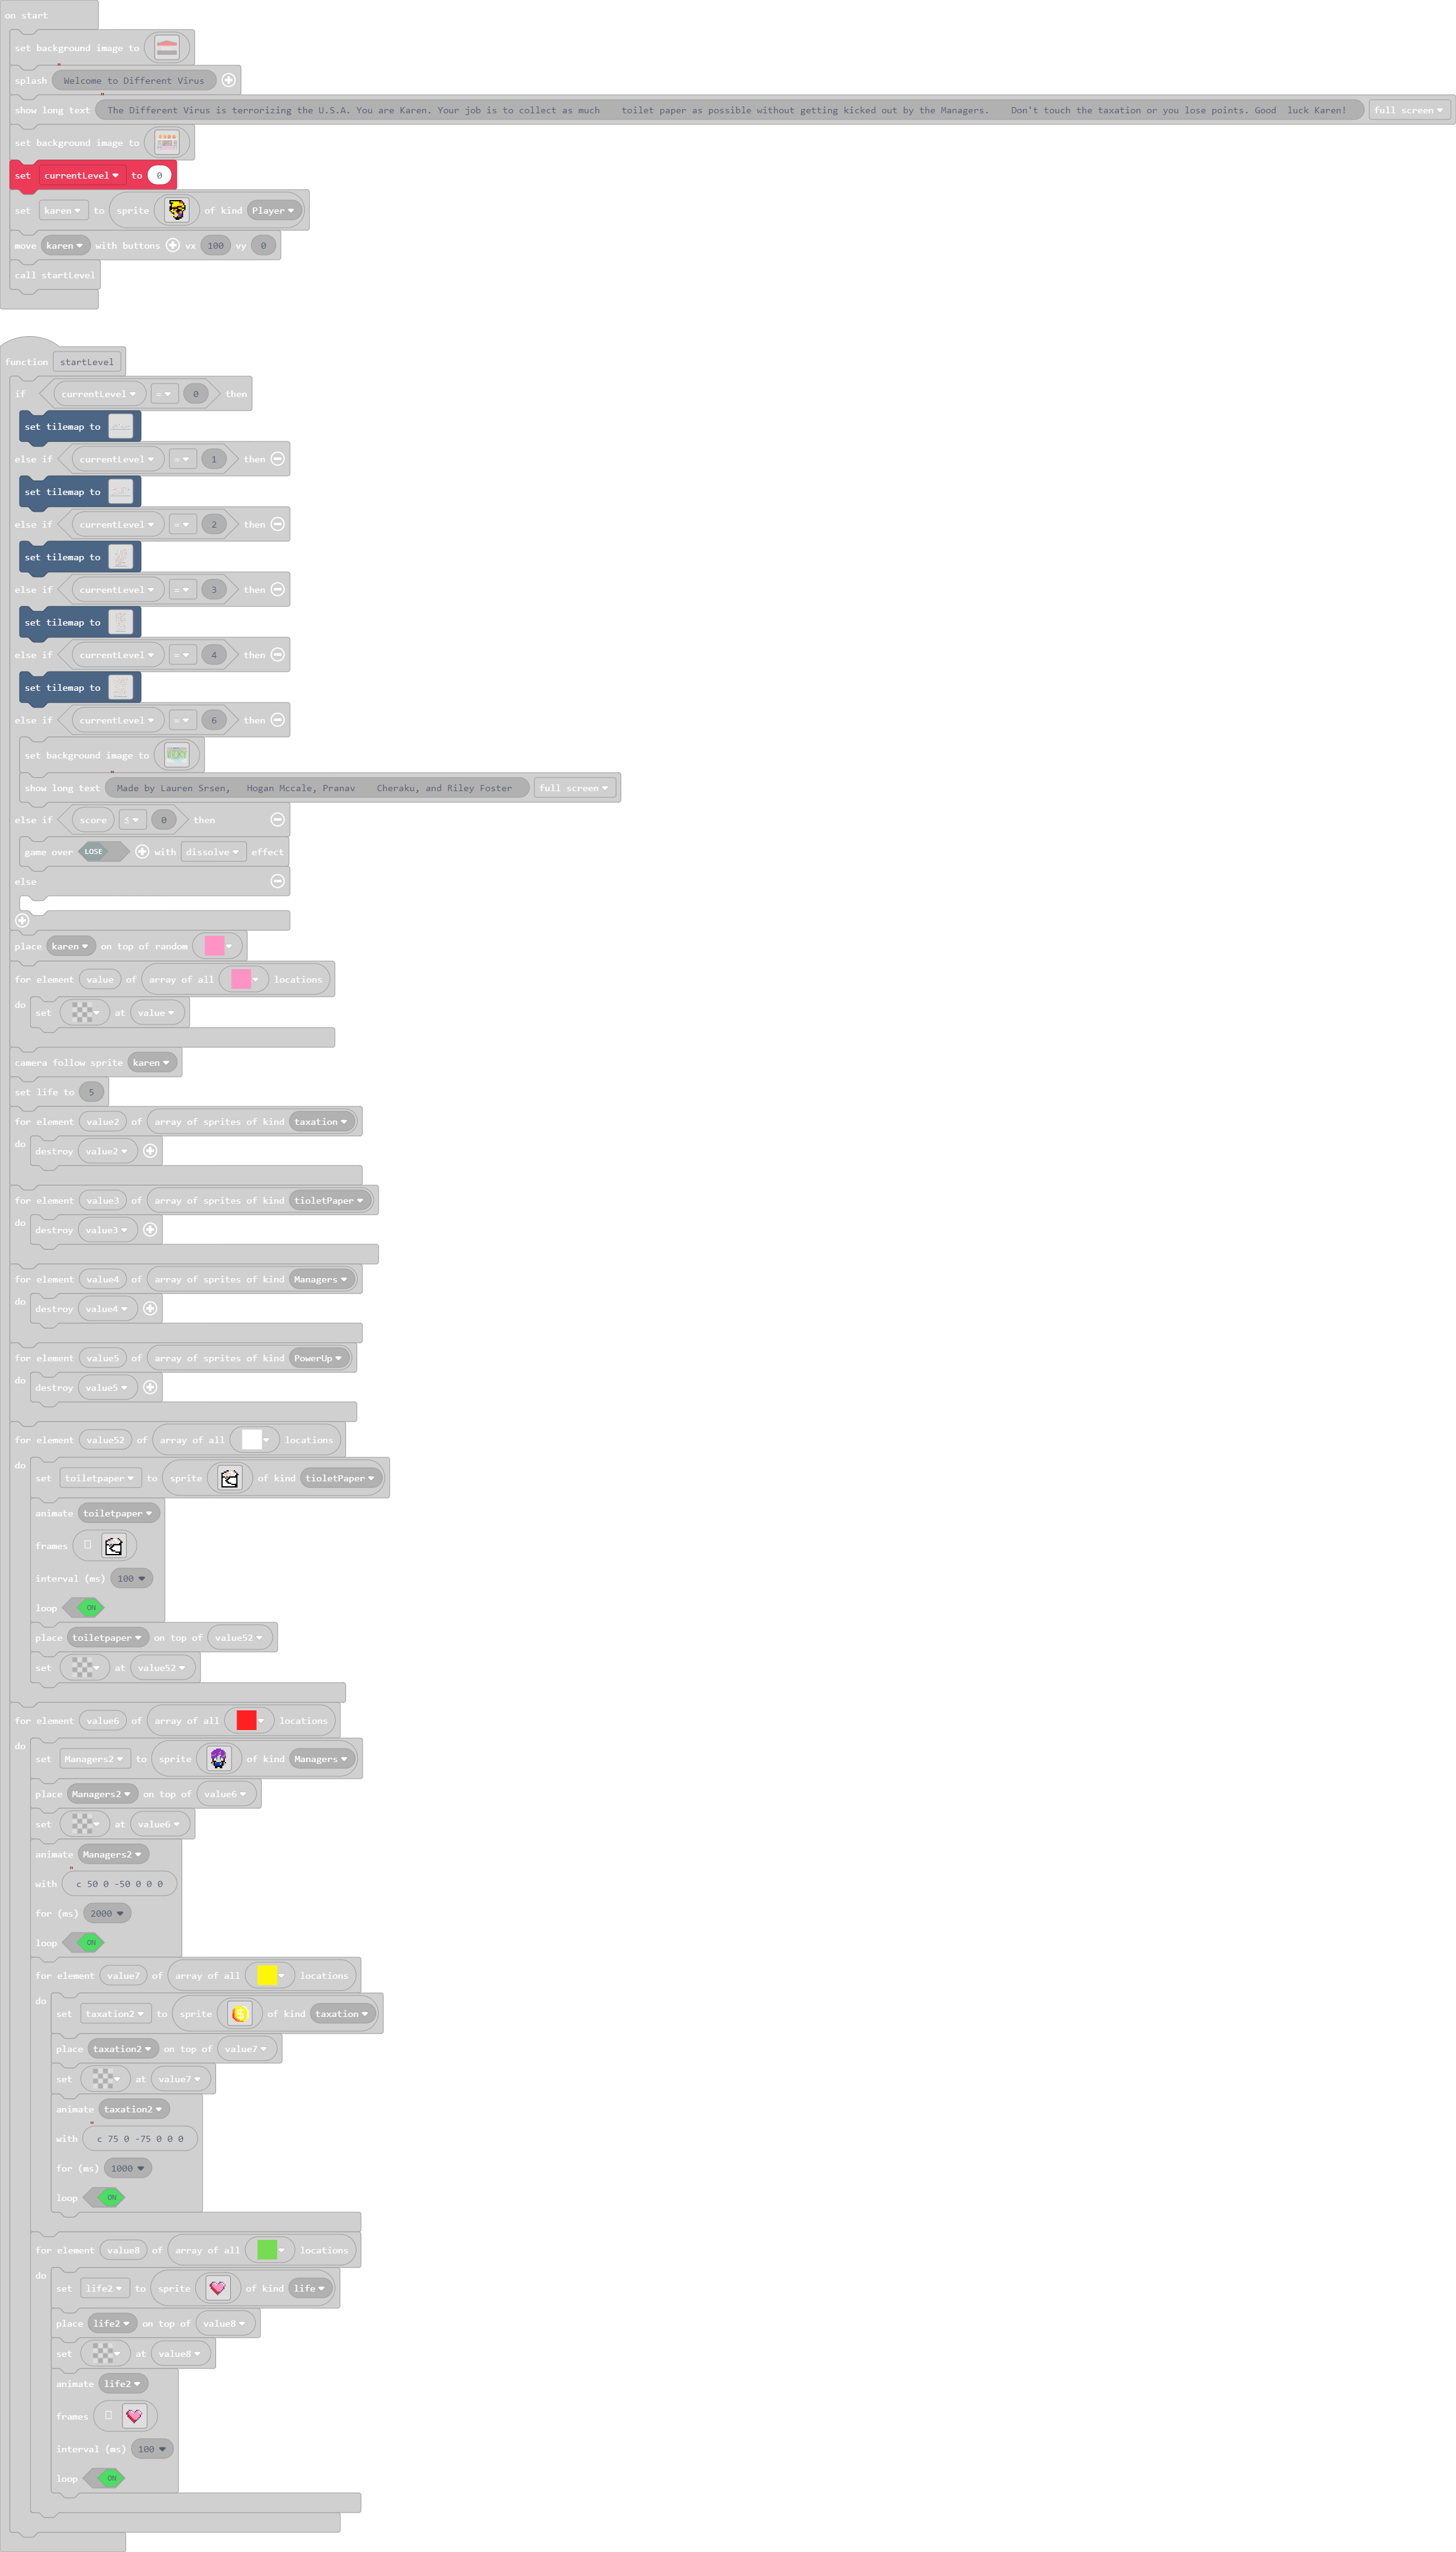 on start
set background image to
splash " Welcome to Different Virus
show long text " The Different Virus is terrorizing the U.S.A. You are Karen. Your job is to collect as much toilet paper as possible without getting kicked out by the Managers. Don't touch the taxation or you lose points. Good luck Karen! full screen
set background image to
set currentLevel to 0
set karen to sprite of kind Player
move karen with buttons vx 100 vy 0
call startLevel
function startLevel
if currentLevel = 0 then
set tilemap to
else if currentLevel = 1 then
set tilemap to
else if currentLevel = 2 then
set tilemap to
else if currentLevel = 3 then
set tilemap to
else if currentLevel = 4 then
set tilemap to
else if currentLevel = 6 then
set background image to
show long text " Made by Lauren Srsen, Hogan Mccale, Pranav Cheraku, and Riley Foster full screen
else if score ≤ 0 then
game over LOSE with dissolve effect
else
place karen on top of random
for element value of array of all locations
do set at value
camera follow sprite karen
set life to 5
for element value2 of array of sprites of kind taxation
do destroy value2
for element value3 of array of sprites of kind tioletPaper
do destroy value3
for element value4 of array of sprites of kind Managers
do destroy value4
for element value5 of array of sprites of kind PowerUp
do destroy value5
for element value52 of array of all locations
do set toiletpaper to sprite of kind tioletPaper
animate toiletpaper
frames
interval (ms) 100
loop ON
place toiletpaper on top of value52
set at value52
for element value6 of array of all locations
do set Managers2 to sprite of kind Managers
place Managers2 on top of value6
set at value6
animate Managers2
with " c 50 0 -50 0 0 0
for (ms) 2000
loop ON
for element value7 of array of all locations
do set taxation2 to sprite of kind taxation
place taxation2 on top of value7
set at value7
animate taxation2
with " c 75 0 -75 0 0 0
for (ms) 1000
loop ON
for element value8 of array of all locations
do set life2 to sprite of kind life
place life2 on top of value8
set at value8
animate life2
frames
interval (ms) 100
loop ON